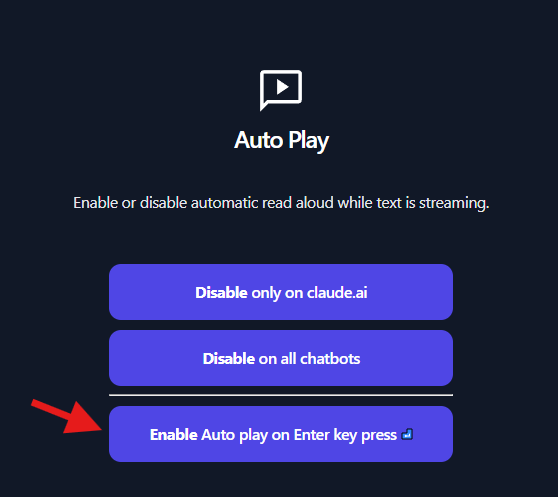 Auto Play
Enable or disable automatic read aloud while text is streaming.
Disable only on claude.ai
Disable on all chatbots
Enable Auto play on Enter key press